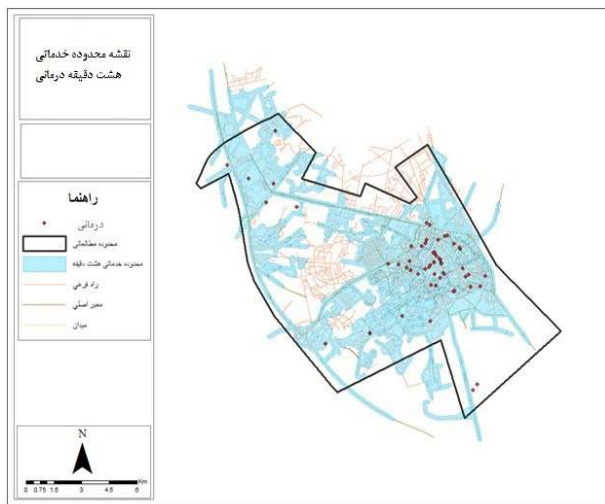 نقشه محدوده خدماتی
هشت دقیقه درمانی
راهنما
درمانی
محدوده مطالعاتی
محدوده خدماتی هشت دقیقه
راه فرعی
معبر اصلی
میدان
N
Km
0 0.75 1.5 3 4.5 6